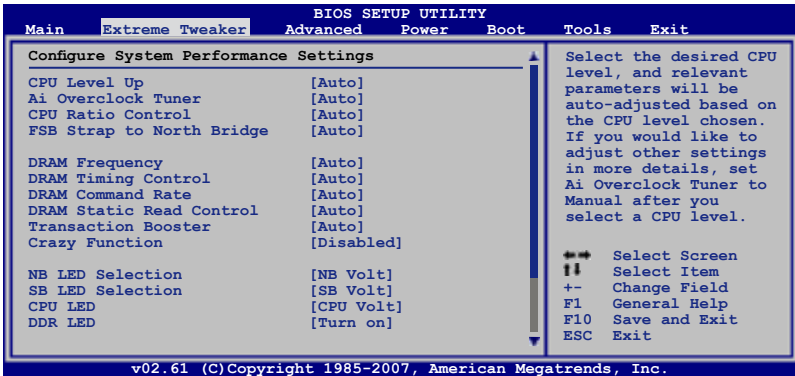 BIOS SETUP UTILITY
Main Extreme Tweaker Advanced Power Boot Tools Exit
Configure System Performance Settings
CPU Level Up [Auto]
Ai Overclock Tuner [Auto]
CPU Ratio Control [Auto]
FSB Strap to North Bridge [Auto]
DRAM Frequency [Auto]
DRAM Timing Control [Auto]
DRAM Command Rate [Auto]
DRAM Static Read Control [Auto]
Transaction Booster [Auto]
Crazy Function [Disabled]
NB LED Selection [NB Volt]
SB LED Selection [SB Volt]
CPU LED [CPU Volt]
DDR LED [Turn on]
Select the desired CPU
level, and relevant
parameters will be
auto-adjusted based on
the CPU level chosen.
If you would like to
adjust other settings
in more details, set
Ai Overclock Tuner to
Manual after you
select a CPU level.
←→ Select Screen
↑↓ Select Item
+- Change Field
F1 General Help
F10 Save and Exit
ESC Exit
v02.61 (C)Copyright 1985-2007, American Megatrends, Inc.